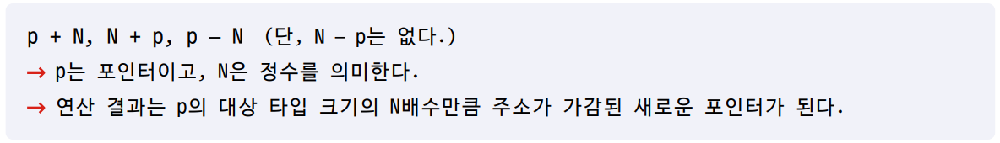 p + N, N + p, p – N (단, N – p는 없다.)
→ p는 포인터이고, N은 정수를 의미한다.
→ 연산 결과는 p의 대상 타입 크기의 N배수만큼 주소가 가감된 새로운 포인터가 된다.